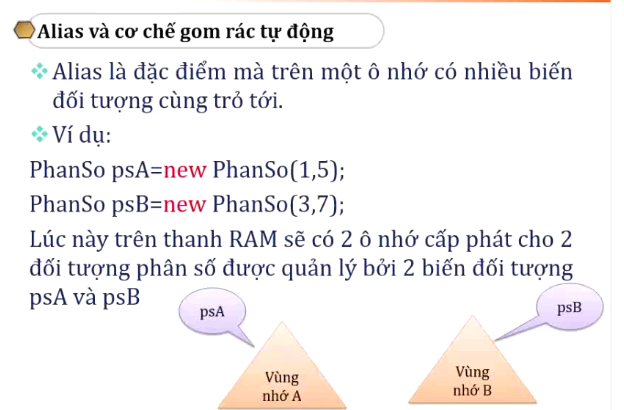 Alias và cơ chế gom rác tự động
Alias là đặc điểm mà trên một ô nhớ có nhiều biến
đối tượng cùng trỏ tới.
Ví dụ:
PhanSo psA=new PhanSo(1,5);
PhanSo psB=new PhanSo(3,7);
Lúc này trên thanh RAM sẽ có 2 ô nhớ cấp phát cho 2
đối tượng phân số được quản lý bởi 2 biến đối tượng
psA và psB
psA
psB
Vùng
nhớ A
Vùng
nhớ B